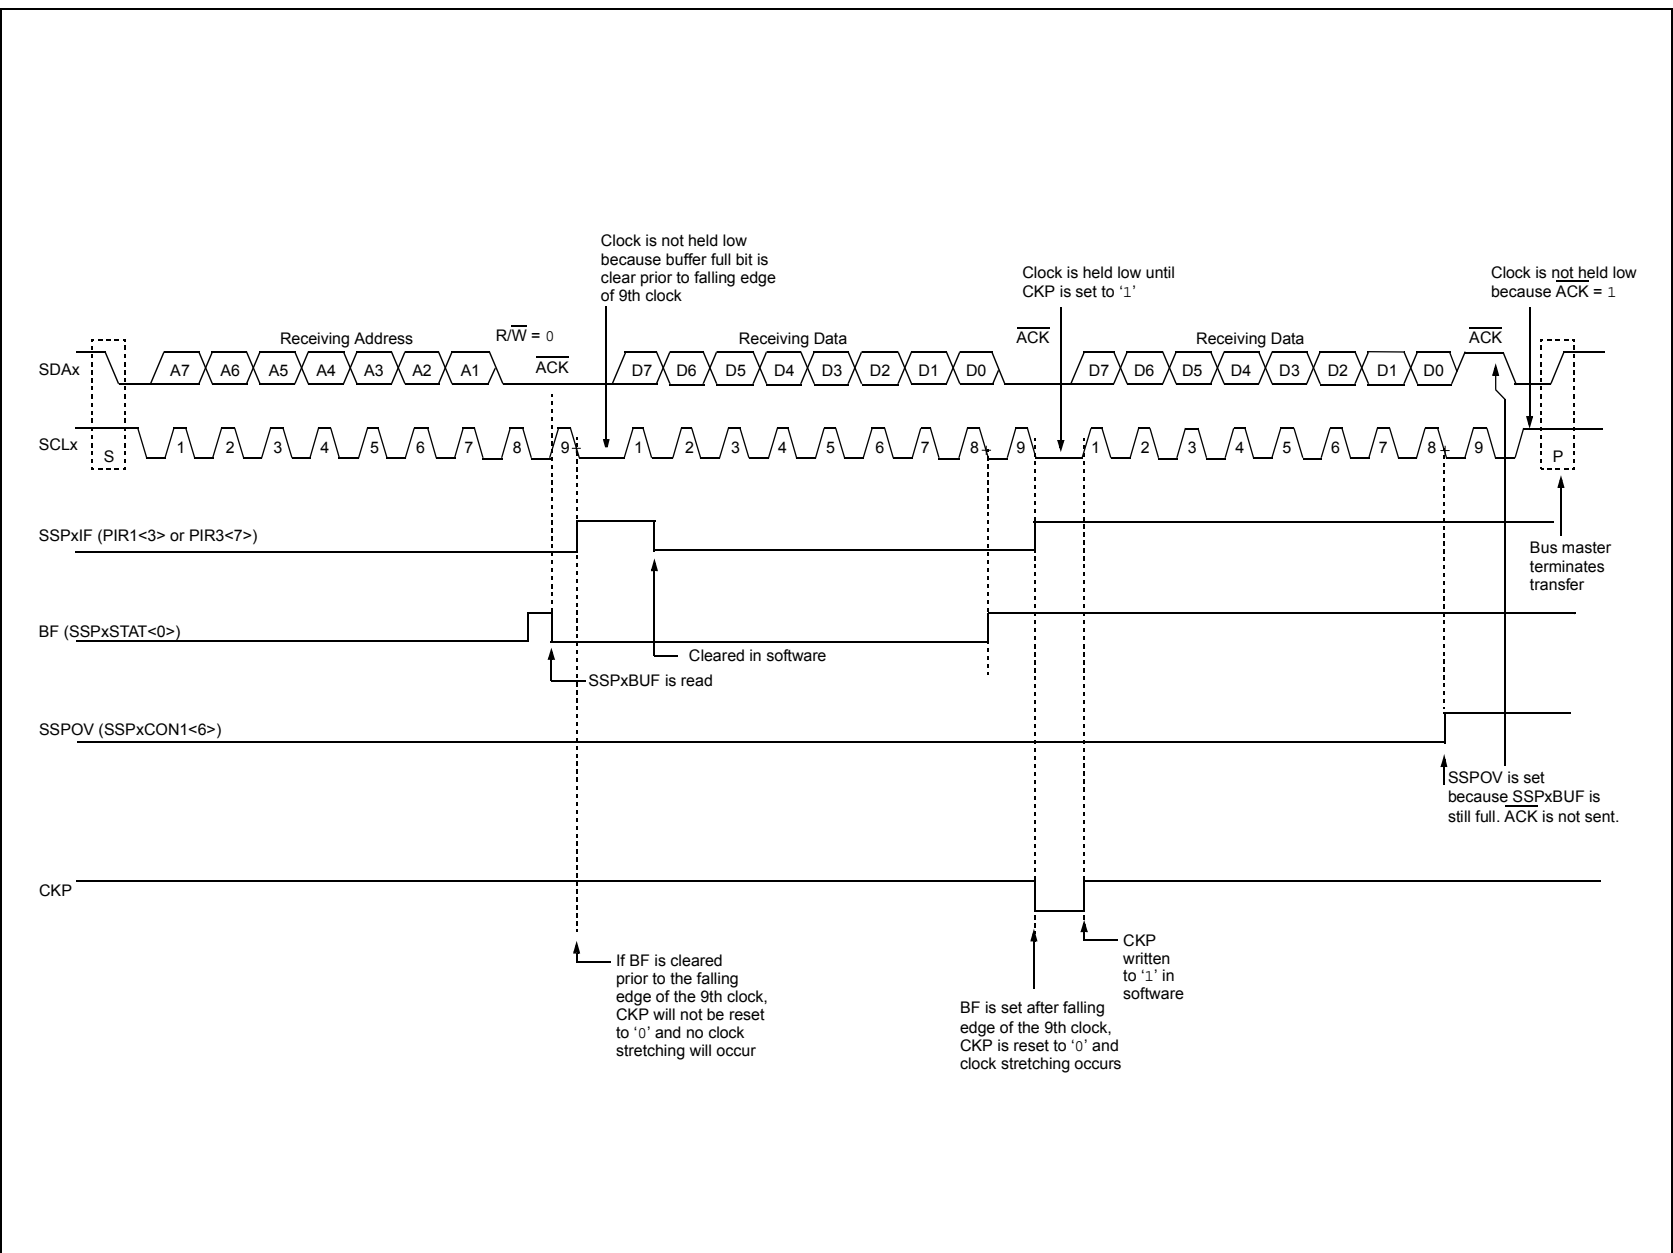 Clock is not held low
because buffer full bit is
clear prior to falling edge
of 9th clock
Clock is held low until
CKP is set to ‘1’
Clock is not held low
because ACK = 1
Receiving Address
R/W = 0
ACK
Receiving Data
ACK
Receiving Data
ACK
SDAx
A7 A6 A5 A4 A3 A2 A1
D7 D6 D5 D4 D3 D2 D1 D0
D7 D6 D5 D4 D3 D2 D1 D0
SCLx
S
1 2 3 4 5 6 7 8 9
1 2 3 4 5 6 7 8 9
1 2 3 4 5 6 7 8 9
P
SSPxIF (PIR1<3> or PIR3<7>)
Bus master
terminates
transfer
BF (SSPxSTAT<0>)
Cleared in software
SSPxBUF is read
SSPOV (SSPxCON1<6>)
SSPOV is set
because SSPxBUF is
still full. ACK is not sent.
CKP
If BF is cleared
prior to the falling
edge of the 9th clock,
CKP will not be reset
to ‘0’ and no clock
stretching will occur
BF is set after falling
edge of the 9th clock,
CKP is reset to ‘0’ and
clock stretching occurs
CKP
written
to ‘1’ in
software